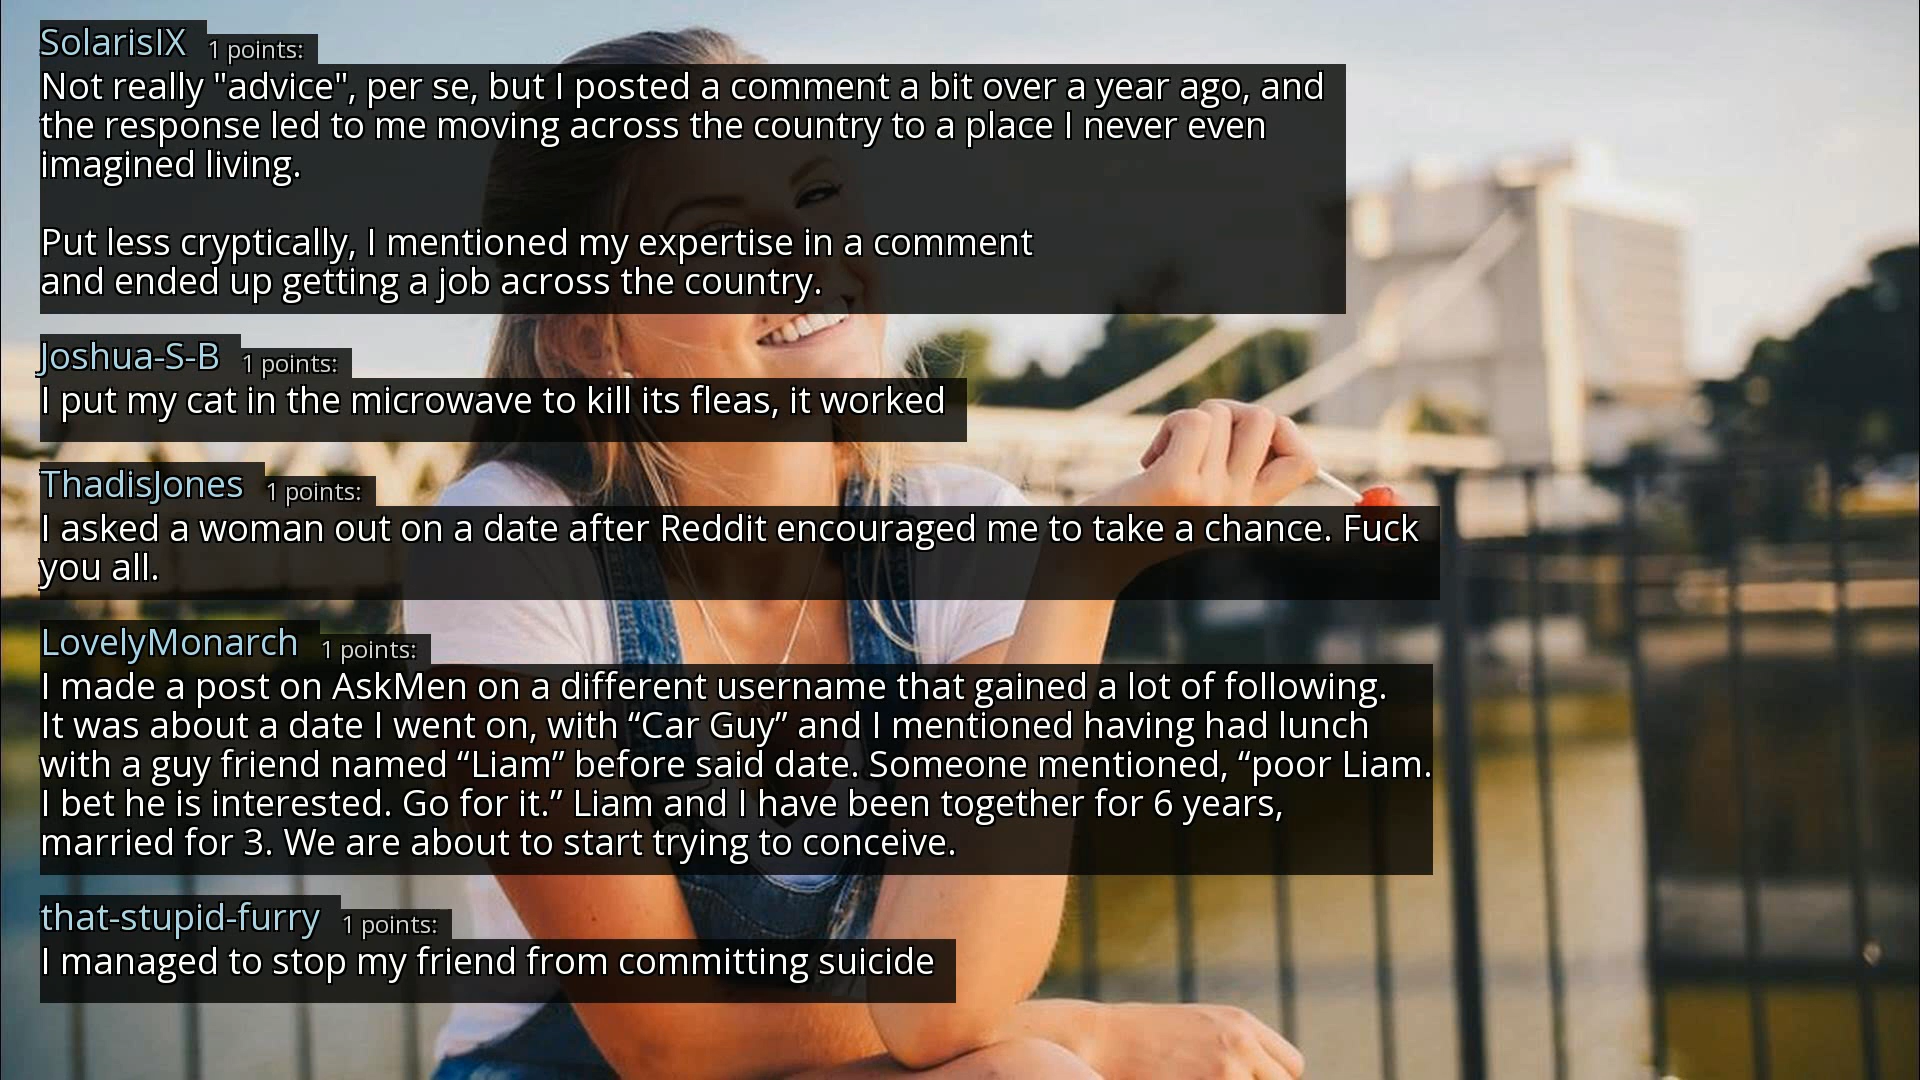 SolarisIX 1 points:
Not really "advice", per se, but I posted a comment a bit over a year ago, and
the response led to me moving across the country to a place I never even
imagined living.
Put less cryptically, I mentioned my expertise in a comment
and ended up getting a job across the country.
Joshua-S-B 1 points:
I put my cat in the microwave to kill its fleas, it worked
ThadisJones 1 points:
I asked a woman out on a date after Reddit encouraged me to take a chance. Fuck
you all.
LovelyMonarch 1 points:
I made a post on AskMen on a different username that gained a lot of following.
It was about a date I went on, with “Car Guy” and I mentioned having had lunch
with a guy friend named “Liam” before said date. Someone mentioned, “poor Liam.
I bet he is interested. Go for it.” Liam and I have been together for 6 years,
married for 3. We are about to start trying to conceive.
that-stupid-furry 1 points:
I managed to stop my friend from committing suicide